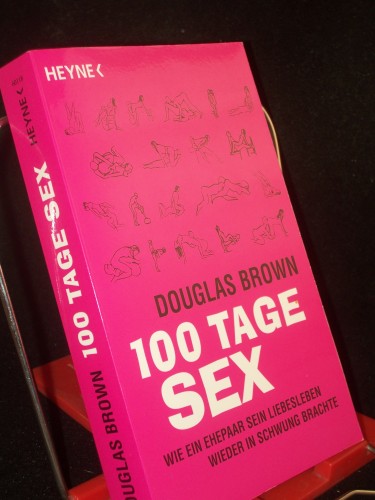 HEYNE<
DOUGLAS BROWN
100 TAGE
SEX
WIE EIN EHEPAAR SEIN LIEBESLEBEN
WIEDER IN SCHWUNG BRACHTE
DOUGLAS BROWN 100 TAGE SEX HEYNE<